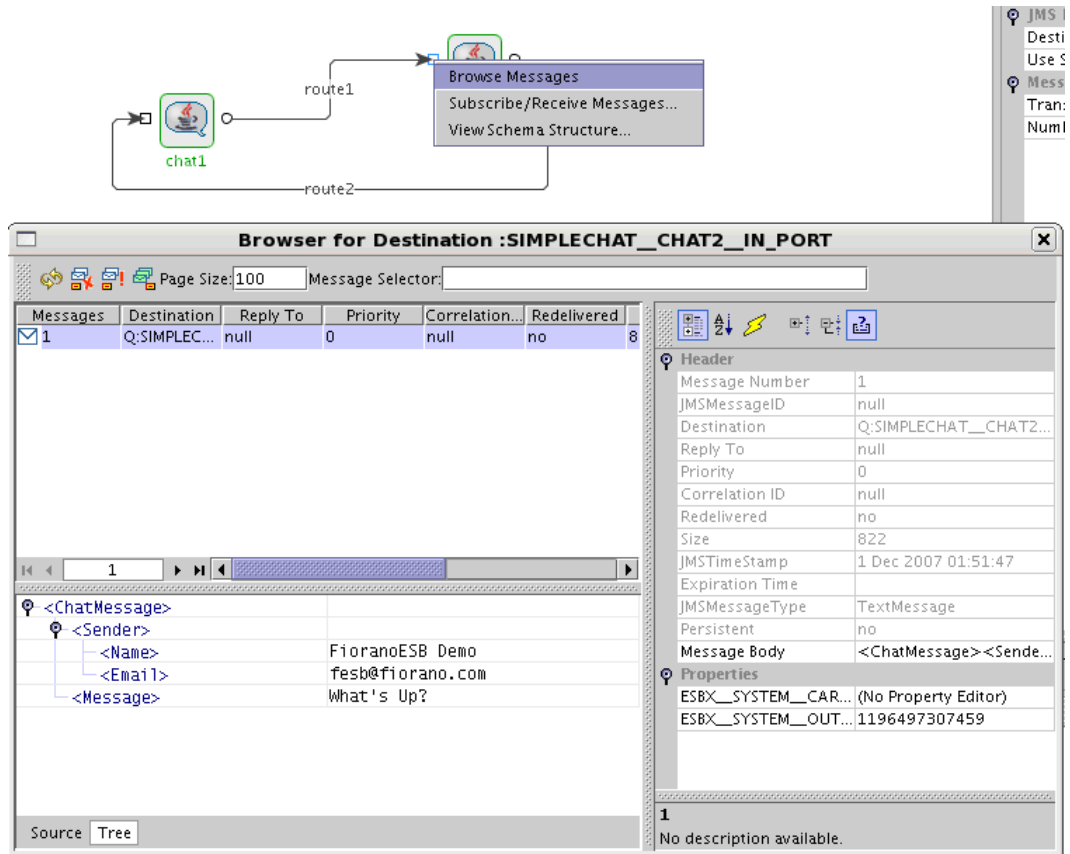 JMS
Desti
Use S
Mess
Tran
Numl
route1
chat1
route2
Browse Messages
Subscribe/Receive Messages...
View Schema Structure...
Browser for Destination :SIMPLECHAT__CHAT2__IN_PORT
Page Size: 100 Message Selector:
Messages Destination Reply To Priority Correlation... Redelivered
1 Q:SIMPLEC... null 0 null no 8
1
<ChatMessage>
<Sender>
<Name> FioranoESB Demo
<Email> fesb@fiorano.com
<Message> What's Up?
Source Tree
Header
Message Number 1
JMSMessageID null
Destination Q:SIMPLECHAT__CHAT2...
Reply To null
Priority 0
Correlation ID null
Redelivered no
Size 822
JMSTimeStamp 1 Dec 2007 01:51:47
Expiration Time
JMSMessageType TextMessage
Persistent no
Message Body <ChatMessage><Sende...
Properties
ESBX__SYSTEM__CAR... (No Property Editor)
ESBX__SYSTEM__OUT... 1196497307459
1
No description available.